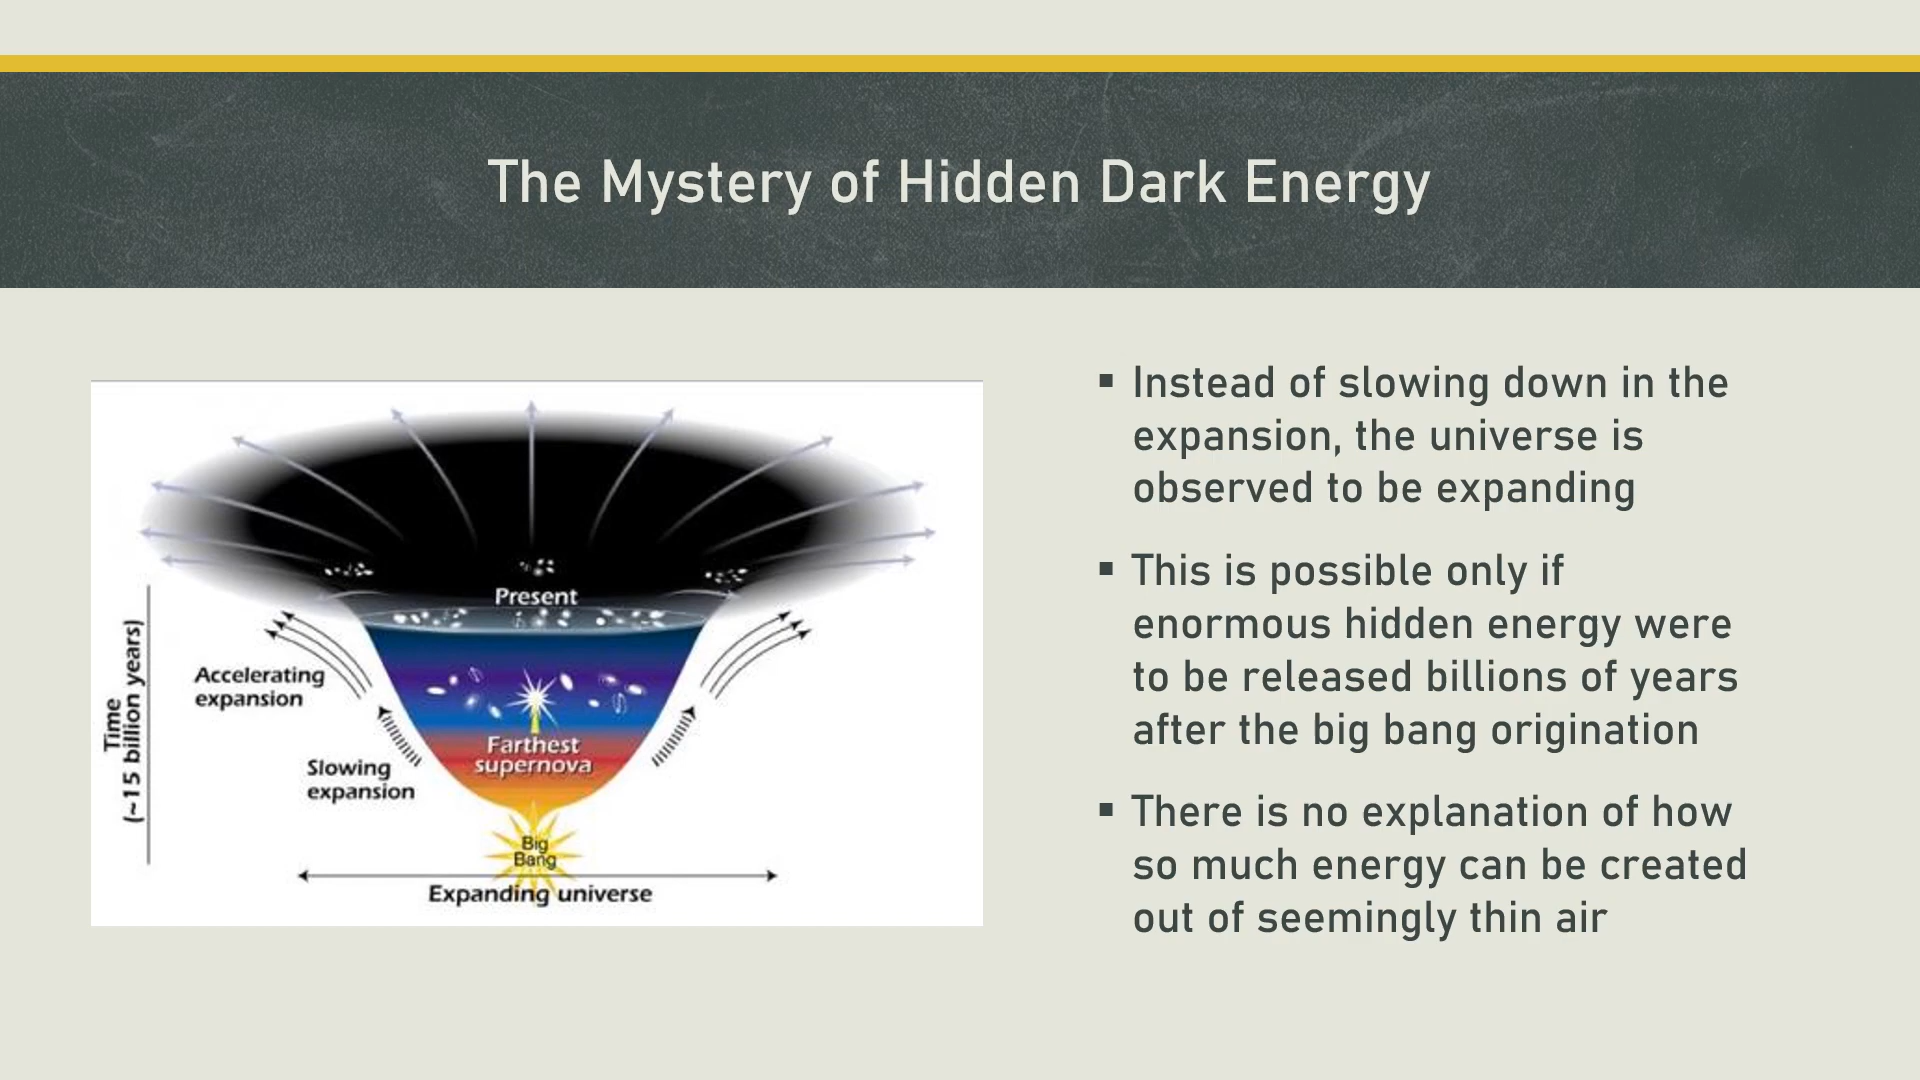 The Mystery of Hidden Dark Energy
Present
Accelerating
expansion
Farthest
supernova
Slowing
expansion
Big
Bang
Expanding universe
Time
(~15 billion years)
▪ Instead of slowing down in the
expansion, the universe is
observed to be expanding
▪ This is possible only if
enormous hidden energy were
to be released billions of years
after the big bang origination
▪ There is no explanation of how
so much energy can be created
out of seemingly thin air